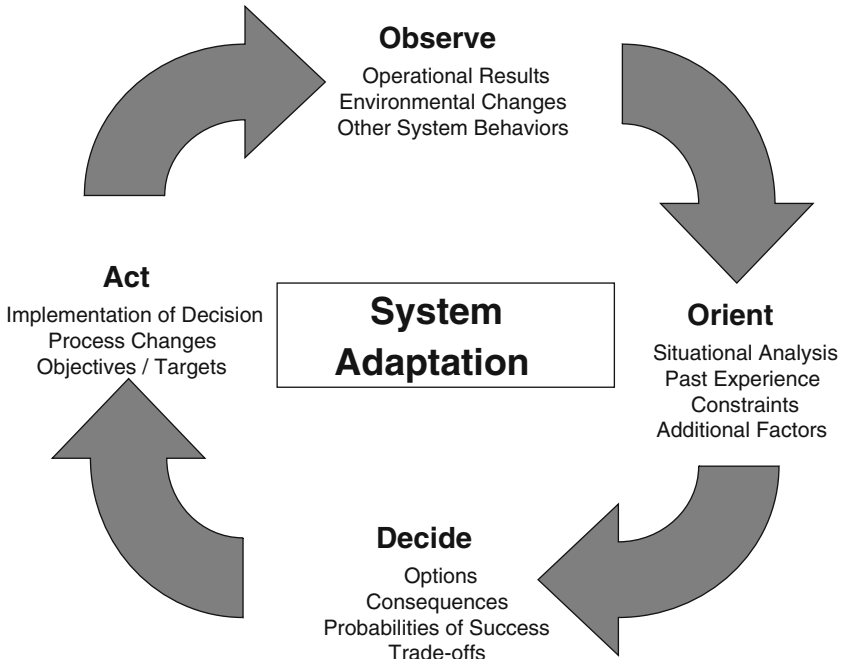 Observe
Operational Results
Environmental Changes
Other System Behaviors
Orient
Situational Analysis
Past Experience
Constraints
Additional Factors
Decide
Options
Consequences
Probabilities of Success
Trade-offs
Act
Implementation of Decision
Process Changes
Objectives / Targets
System
Adaptation